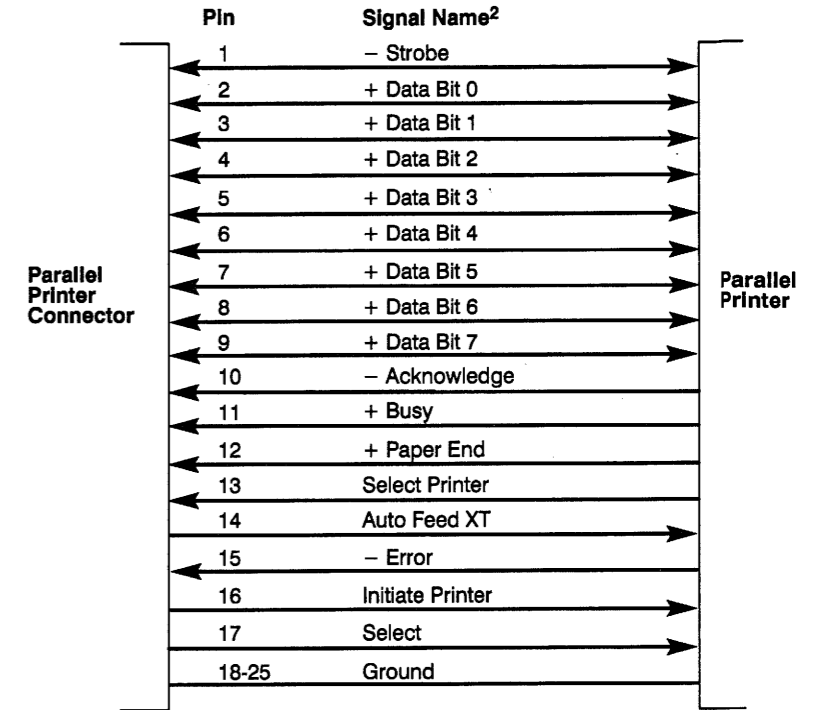 Pin Signal Name2
1 − Strobe
2 + Data Bit 0
3 + Data Bit 1
4 + Data Bit 2
5 + Data Bit 3
6 + Data Bit 4
7 + Data Bit 5
8 + Data Bit 6
9 + Data Bit 7
10 − Acknowledge
11 + Busy
12 + Paper End
13 Select Printer
14 Auto Feed XT
15 − Error
16 Initiate Printer
17 Select
18-25 Ground
Parallel
Printer
Connector
Parallel
Printer